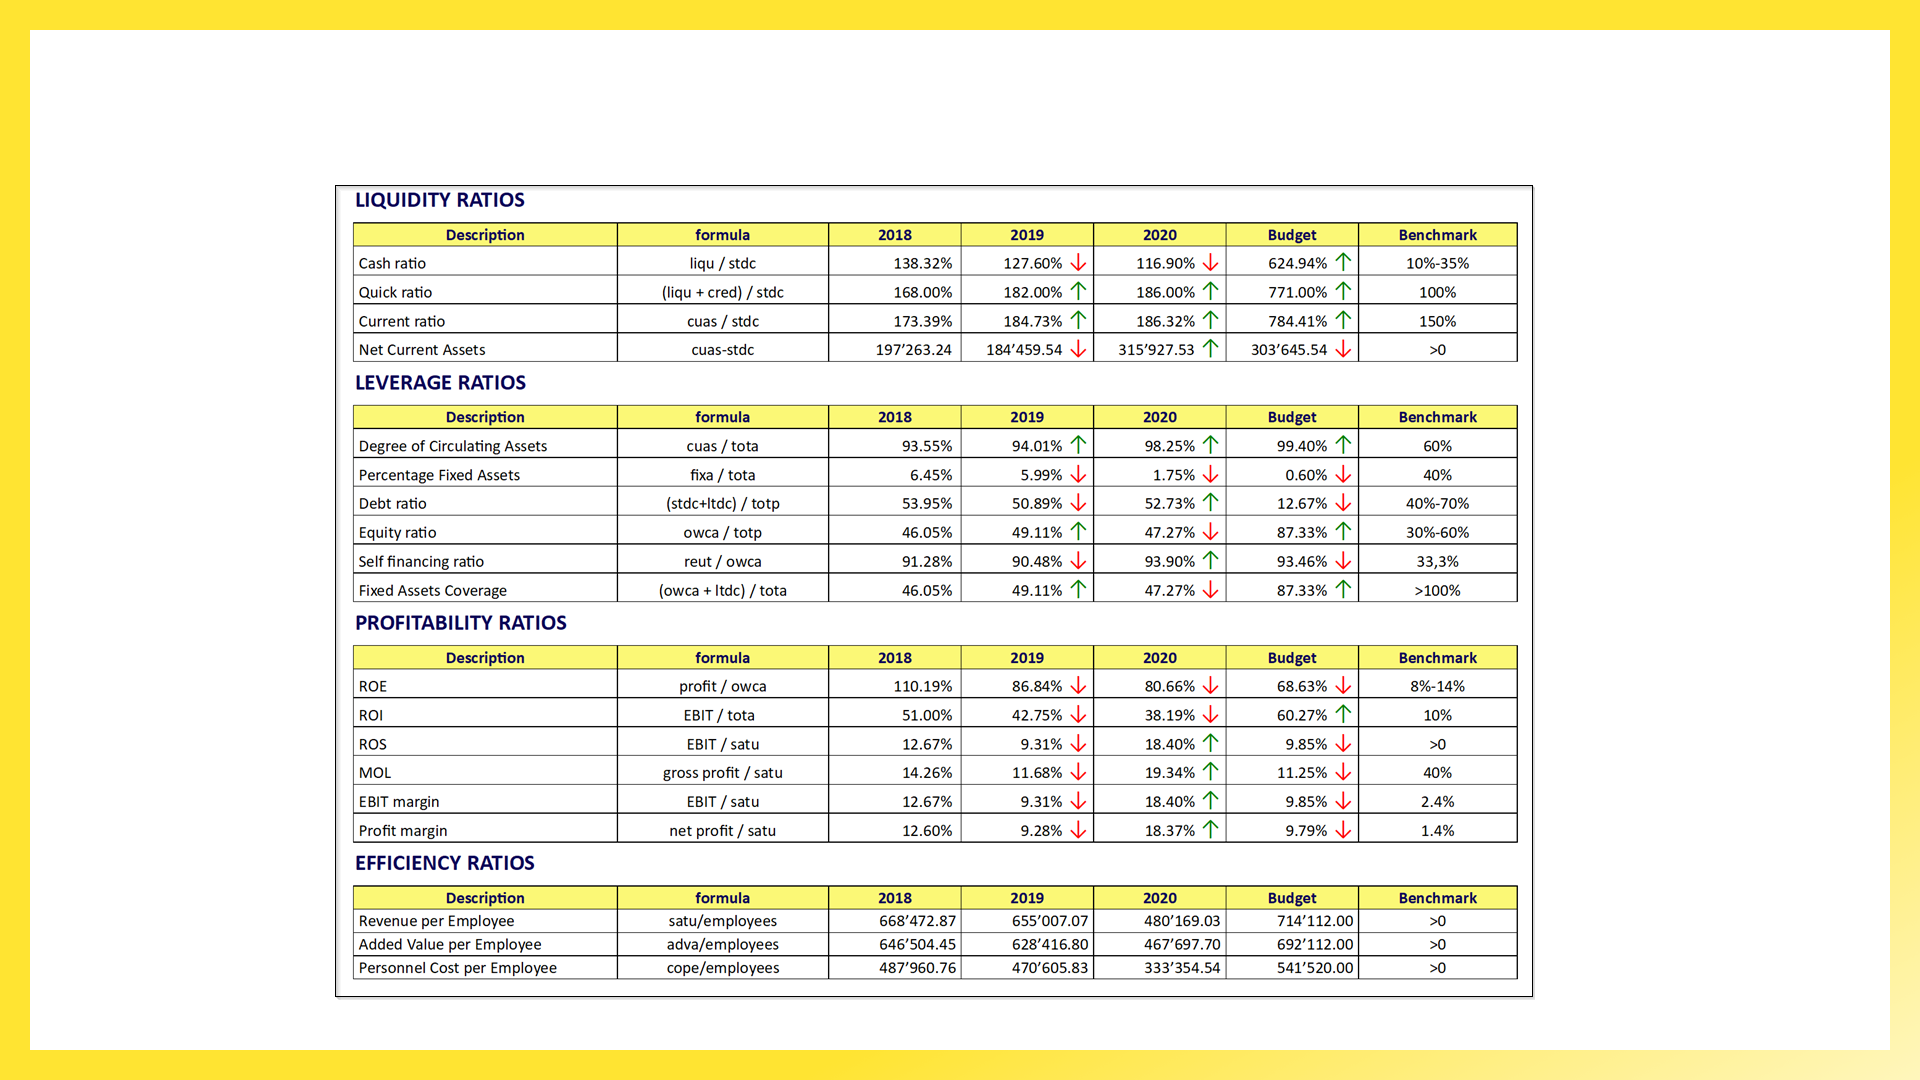 LIQUIDITY RATIOS
Description formula 2018 2019 2020 Budget Benchmark
Cash ratio liqu / stdc 138.32% 127.60% ↓ 116.90% ↓ 624.94% ↑ 10%-35%
Quick ratio (liqu + cred) / stdc 168.00% 182.00% ↑ 186.00% ↑ 771.00% ↑ 100%
Current ratio cuas / stdc 173.39% 184.73% ↑ 186.32% ↑ 784.41% ↑ 150%
Net Current Assets cuas-stdc 197’263.24 184’459.54 ↓ 315’927.53 ↑ 303’645.54 ↓ >0
LEVERAGE RATIOS
Description formula 2018 2019 2020 Budget Benchmark
Degree of Circulating Assets cuas / tota 93.55% 94.01% ↑ 98.25% ↑ 99.40% ↑ 60%
Percentage Fixed Assets fixa / tota 6.45% 5.99% ↓ 1.75% ↓ 0.60% ↓ 40%
Debt ratio (stdc+ltdc) / totp 53.95% 50.89% ↓ 52.73% ↑ 12.67% ↓ 40%-70%
Equity ratio owca / totp 46.05% 49.11% ↑ 47.27% ↓ 87.33% ↑ 30%-60%
Self financing ratio reut / owca 91.28% 90.48% ↓ 93.90% ↑ 93.46% ↓ 33,3%
Fixed Assets Coverage (owca + ltdc) / tota 46.05% 49.11% ↑ 47.27% ↓ 87.33% ↑ >100%
PROFITABILITY RATIOS
Description formula 2018 2019 2020 Budget Benchmark
ROE profit / owca 110.19% 86.84% ↓ 80.66% ↓ 68.63% ↓ 8%-14%
ROI EBIT / tota 51.00% 42.75% ↓ 38.19% ↓ 60.27% ↑ 10%
ROS EBIT / satu 12.67% 9.31% ↓ 18.40% ↑ 9.85% ↓ >0
MOL gross profit / satu 14.26% 11.68% ↓ 19.34% ↑ 11.25% ↓ 40%
EBIT margin EBIT / satu 12.67% 9.31% ↓ 18.40% ↑ 9.85% ↓ 2.4%
Profit margin net profit / satu 12.60% 9.28% ↓ 18.37% ↑ 9.79% ↓ 1.4%
EFFICIENCY RATIOS
Description formula 2018 2019 2020 Budget Benchmark
Revenue per Employee satu/employees 668’472.87 655’007.07 480’169.03 714’112.00 >0
Added Value per Employee adva/employees 646’504.45 628’416.80 467’697.70 692’112.00 >0
Personnel Cost per Employee cope/employees 487’960.76 470’605.83 333’354.54 541’520.00 >0